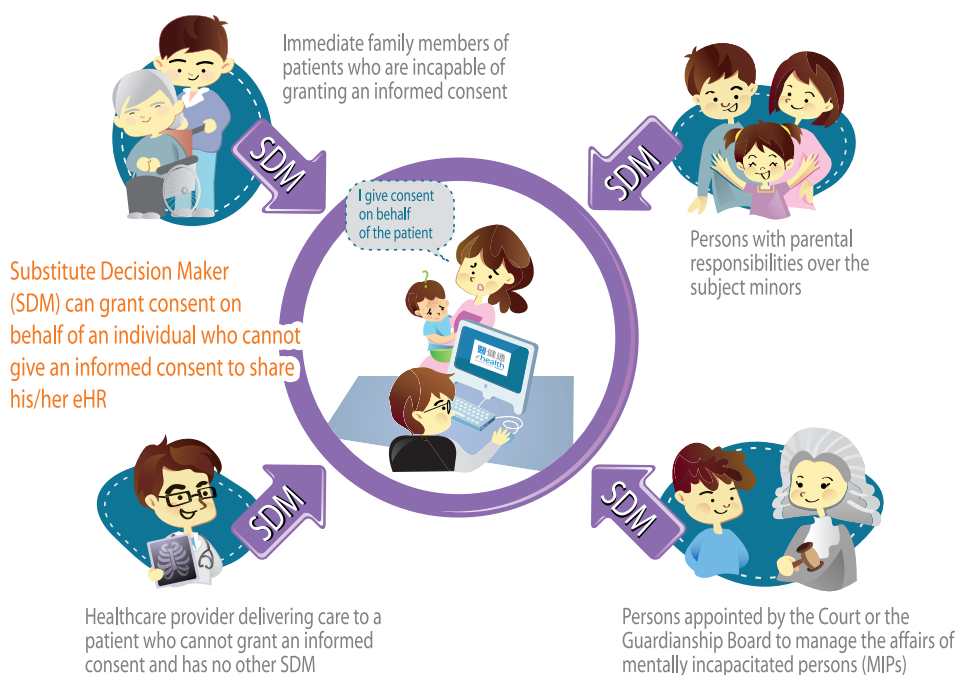 Immediate family members of
patients who are incapable of
granting an informed consent
SDM
SDM
I give consent
on behalf
of the patient
Persons with parental
responsibilities over the
subject minors
Substitute Decision Maker
(SDM) can grant consent on
behalf of an individual who cannot
give an informed consent to share
his/her eHR
醫健通
ehealth
SDM
SDM
Healthcare provider delivering care to a
patient who cannot grant an informed
consent and has no other SDM
Persons appointed by the Court or the
Guardianship Board to manage the affairs of
mentally incapacitated persons (MIPs)